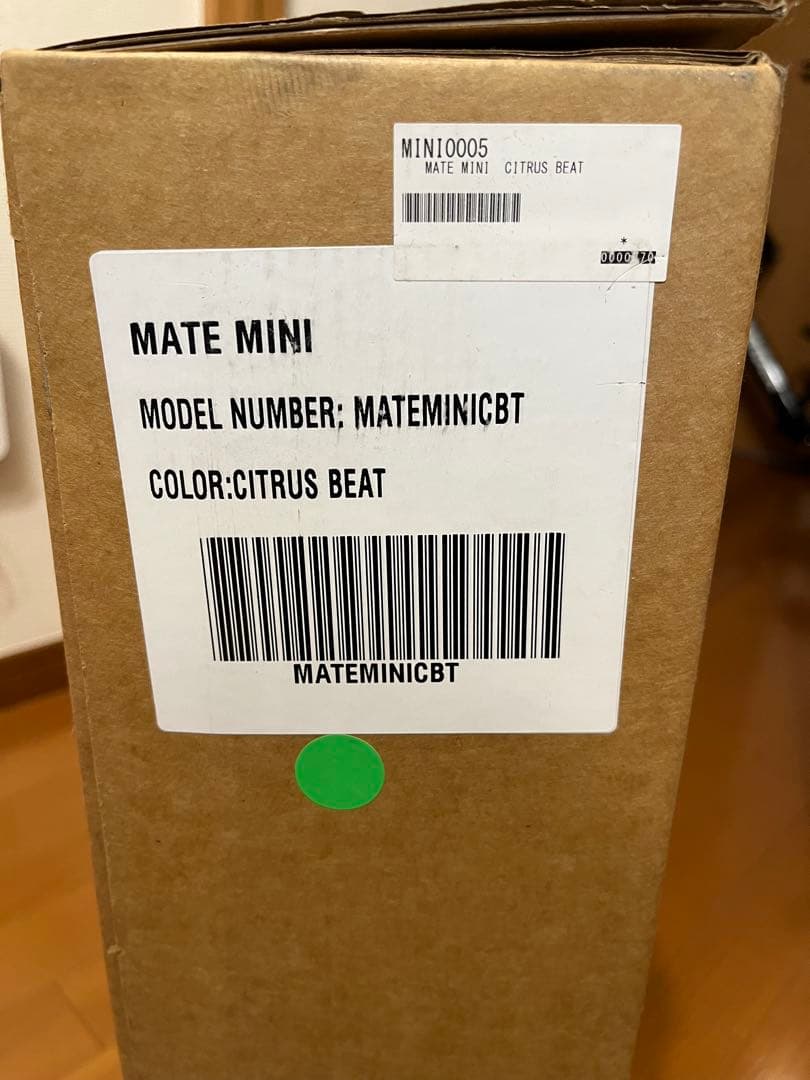 MINI0005
MATE MINI CITRUS BEAT
*
MATE MINI
MODEL NUMBER: MATEMINICBT
COLOR:CITRUS BEAT
MATEMINICBT